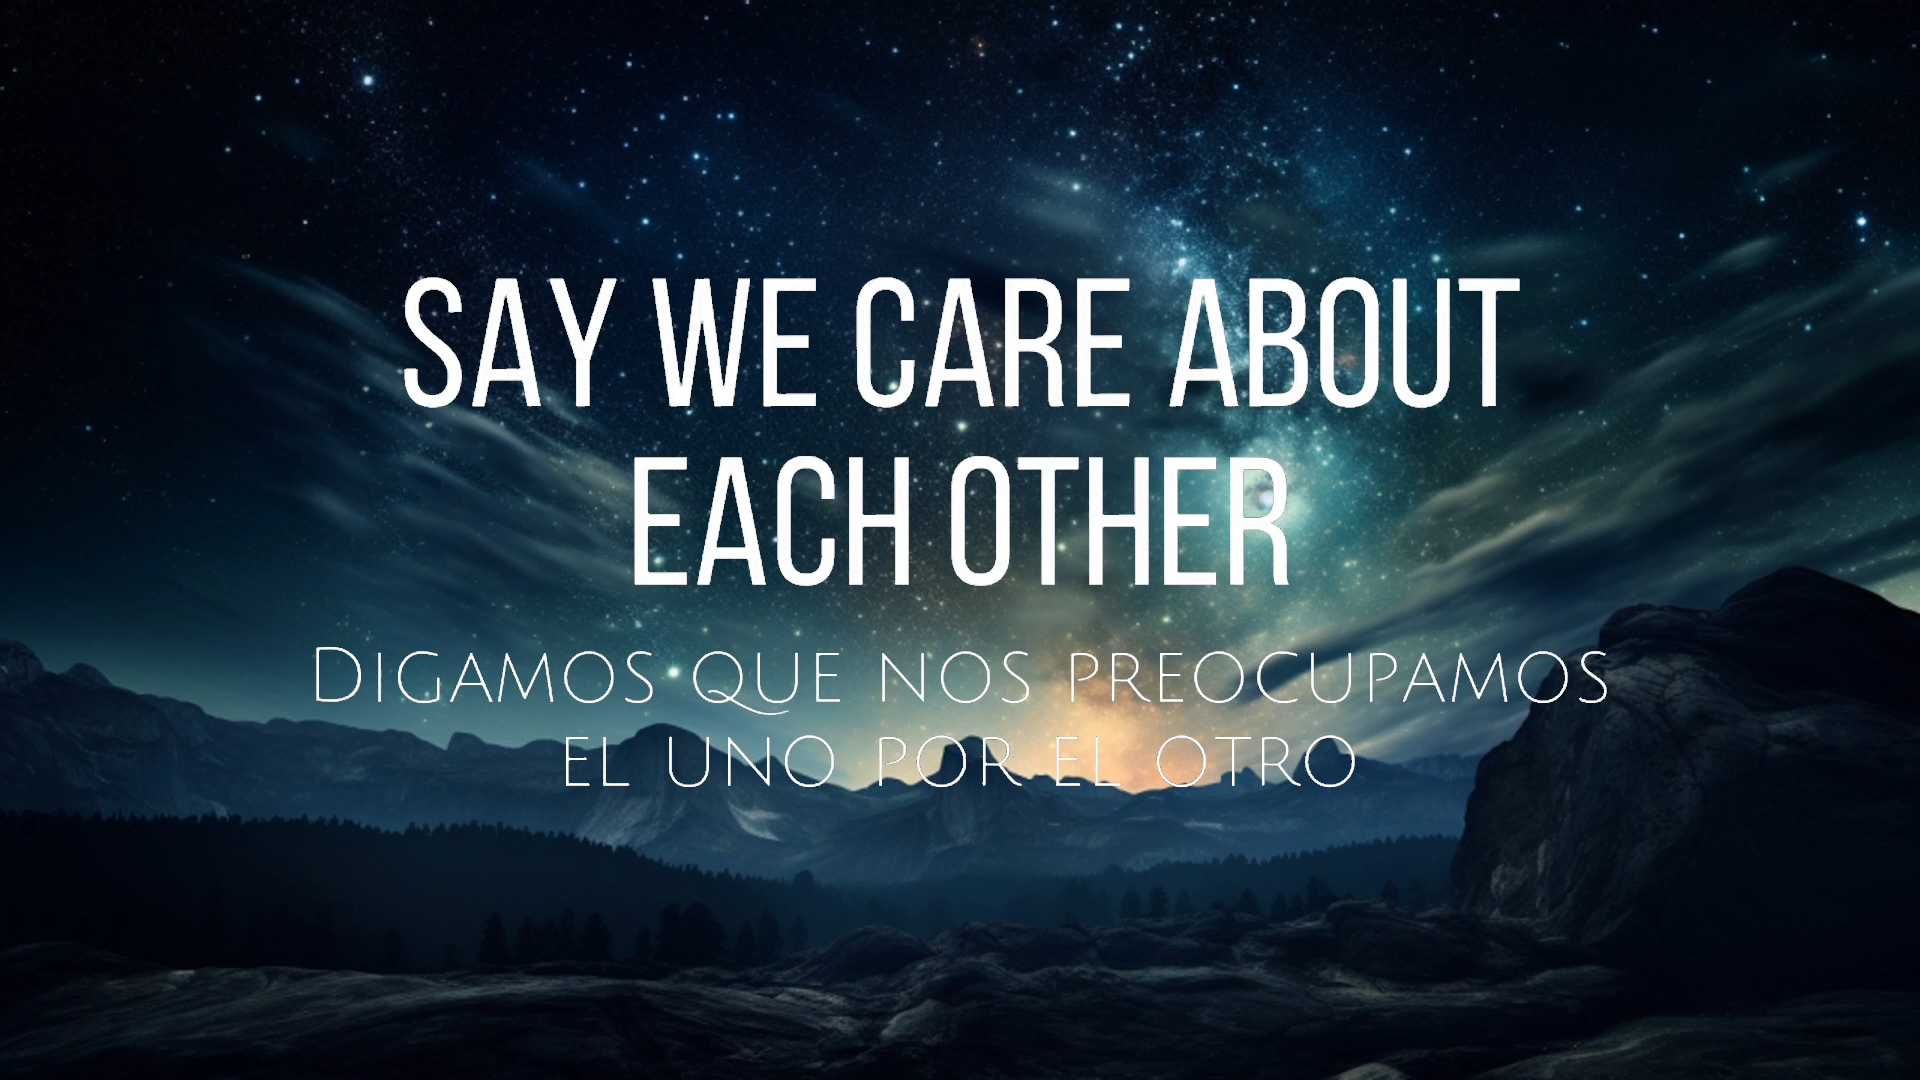 SAY WE CARE ABOUT
EACH OTHER
DIGAMOS QUE NOS PREOCUPAMOS
EL UNO POR EL OTRO